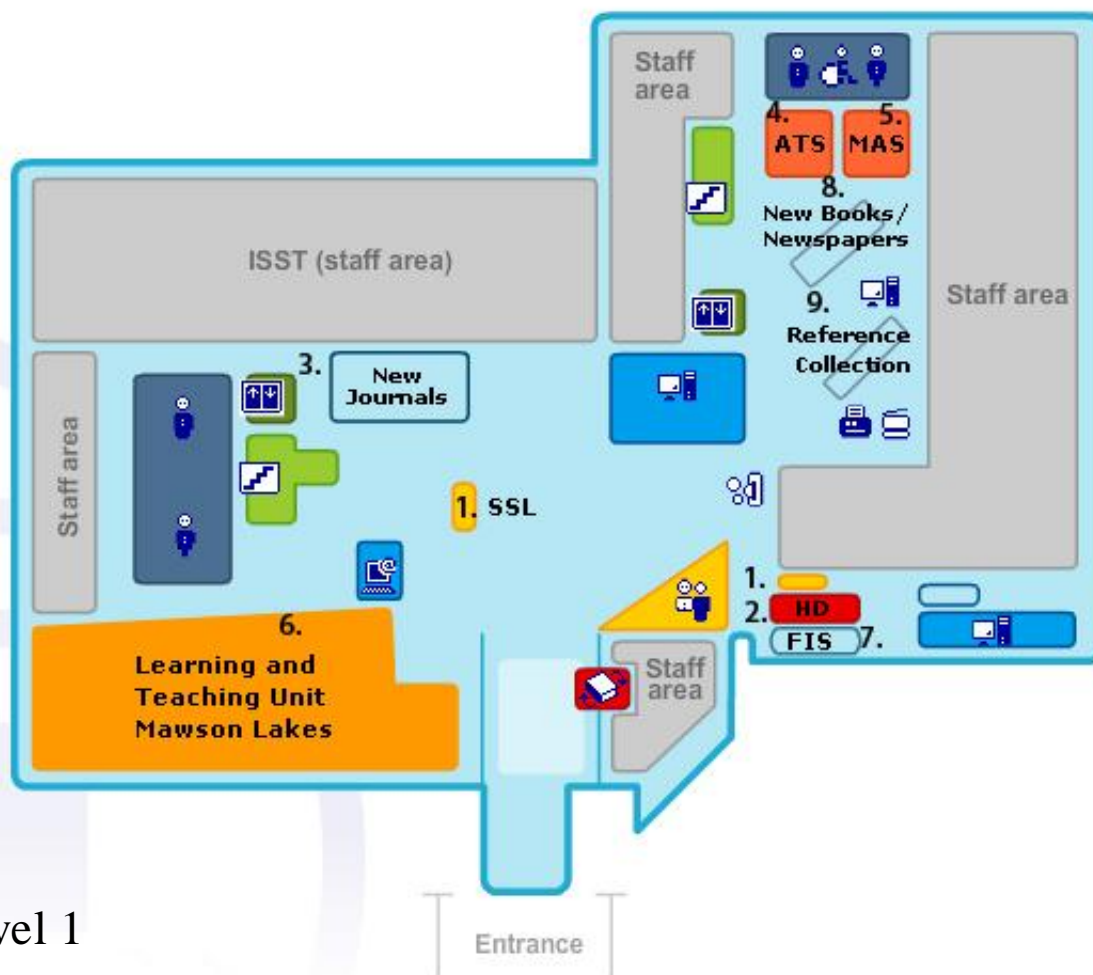 Staff
area
4.
5.
ATS
MAS
8.
New Books/
Newspapers
ISST (staff area)
Staff area
9.
Reference
Collection
3.
New
Journals
Staff area
1. SSL
1.
2. HD
FIS 7.
6.
Learning and
Teaching Unit
Mawson Lakes
Staff
area
Entrance